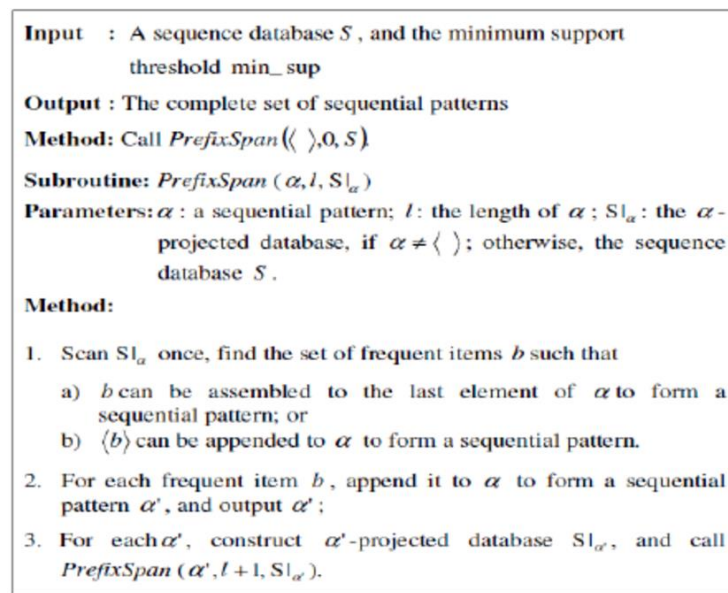 Input : A sequence database S , and the minimum support
threshold min_ sup
Output : The complete set of sequential patterns
Method: Call PrefixSpan(⟨ ⟩,0, S)
Subroutine: PrefixSpan (α, l, S|α)
Parameters: α : a sequential pattern; l : the length of α ; S|α : the α-
projected database, if α ≠ ⟨ ⟩ ; otherwise, the sequence
database S .
Method:
1. Scan S|α once, find the set of frequent items b such that
a) b can be assembled to the last element of α to form a
sequential pattern; or
b) ⟨b⟩ can be appended to α to form a sequential pattern.
2. For each frequent item b , append it to α to form a sequential
pattern α' , and output α' ;
3. For each α' , construct α' -projected database S|α' , and call
PrefixSpan (α', l + 1, S|α' ).